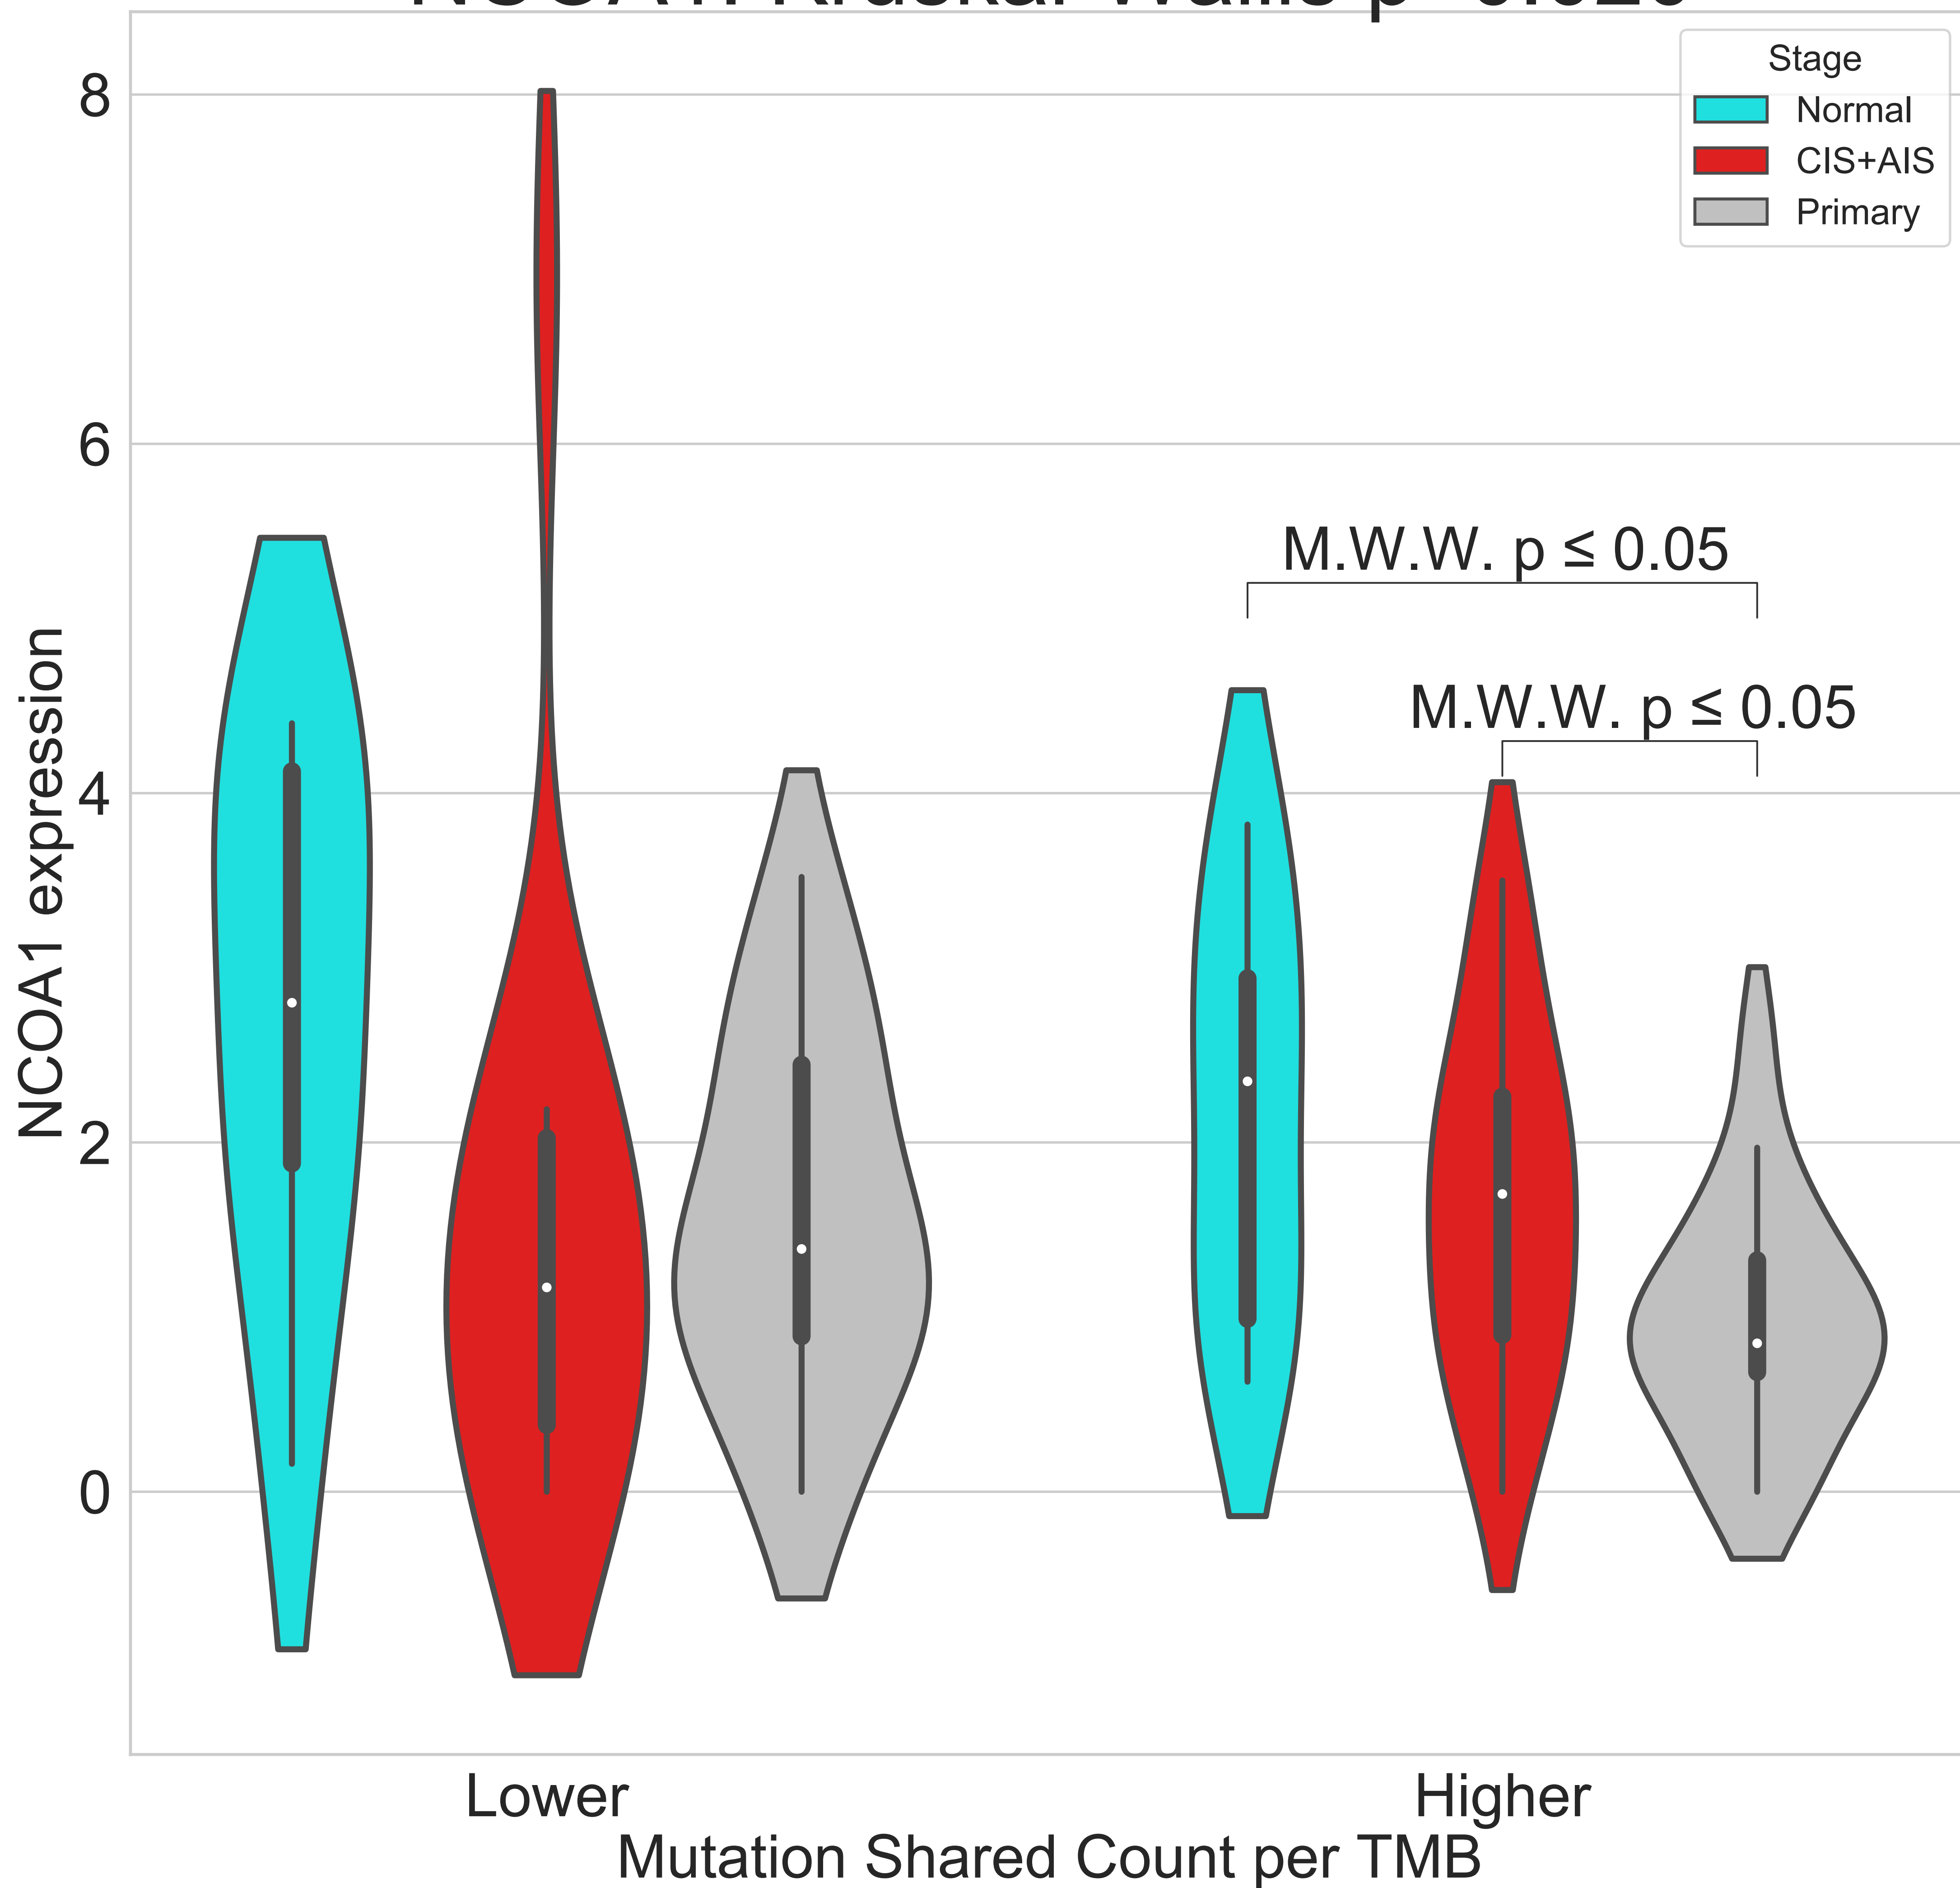 Stage
Normal
CIS+AIS
Primary
8
6
4
2
0
NCOA1 expression
M.W.W. p ≤ 0.05
M.W.W. p ≤ 0.05
Lower
Higher
Mutation Shared Count per TMB